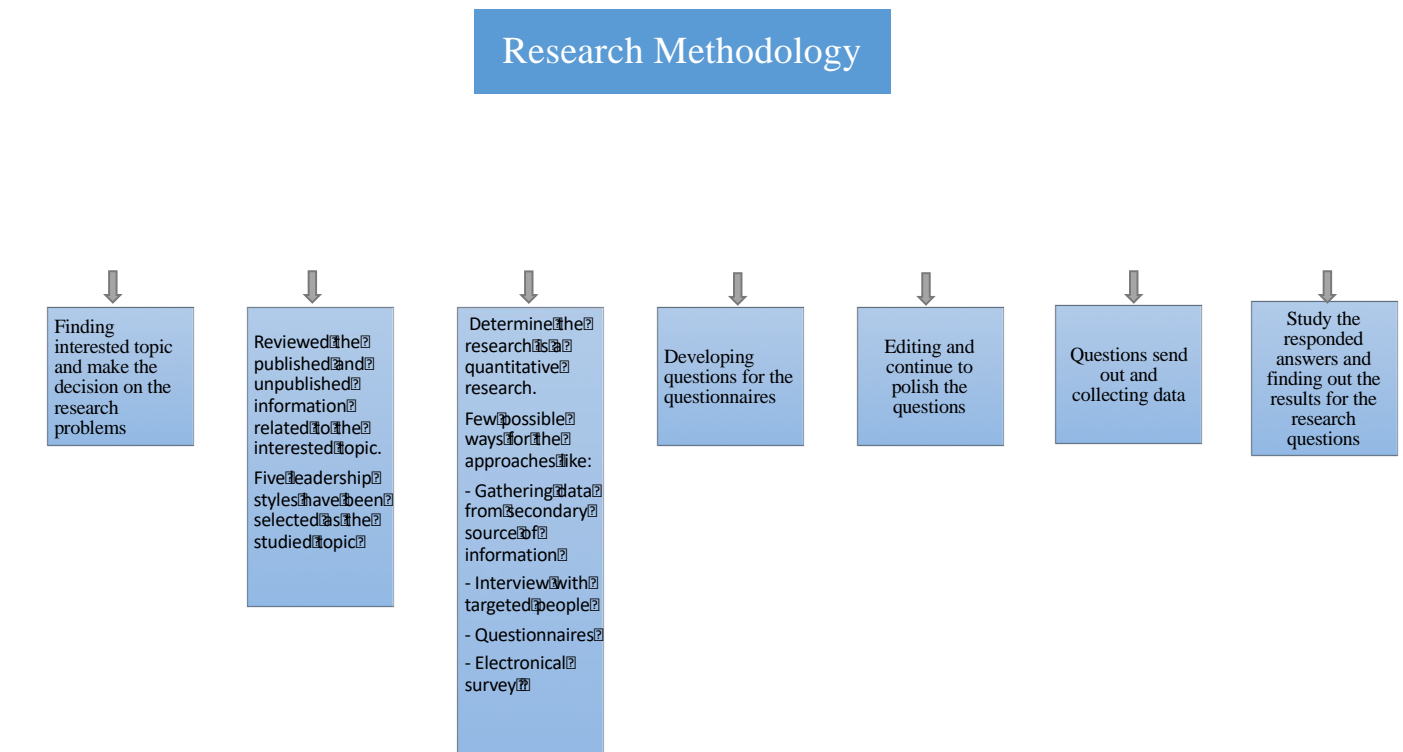 Research Methodology
Finding
interested topic
and make the
decision on the
research
problems
Reviewed the
published and
unpublished
information
related to the
interested topic.
Five leadership
styles have been
selected as the
studied topic
Determine the
research is a
quantitative
research.
Few possible
ways for the
approaches like:
- Gathering data
from secondary
source of
information
- Interview with
targeted people
- Questionnaires
- Electronical
survey
Developing
questions for the
questionnaires
Editing and
continue to
polish the
questions
Questions send
out and
collecting data
Study the
responded
answers and
finding out the
results for the
research
questions